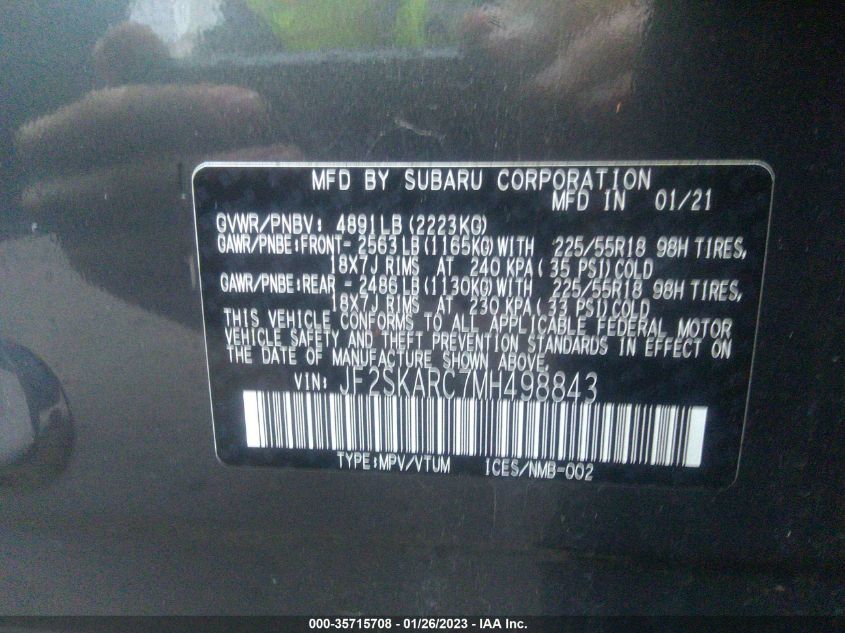 MFD BY SUBARU CORPORATION
MFD IN 01/21
GVWR/PNBV: 4891LB(2223KG)
GAWR/PNBE:FRONT- 2563LB(1165KG)WITH 225/55R18 98H TIRES,
18X7J RIMS AT 240 KPA(35 PSI)COLD
GAWR/PNBE:REAR - 2486LB(1130KG)WITH 225/55R18 98H TIRES,
18X7J RIMS AT 230 KPA(33 PSI)COLD
THIS VEHICLE CONFORMS TO ALL APPLICABLE FEDERAL MOTOR
VEHICLE SAFETY AND THEFT PREVENTION STANDARDS IN EFFECT ON
THE DATE OF MANUFACTURE SHOWN ABOVE.
VIN: JF2SKARC7MH498843
TYPE:MPV/VTUM ICES/NMB-002
000-35715708 - 01/26/2023 - IAA Inc.